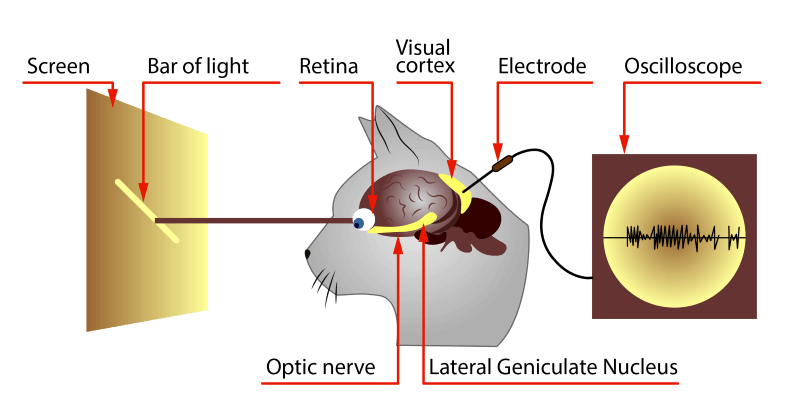 Screen
Bar of light
Retina
Visual
cortex
Electrode
Oscilloscope
Optic nerve
Lateral Geniculate Nucleus